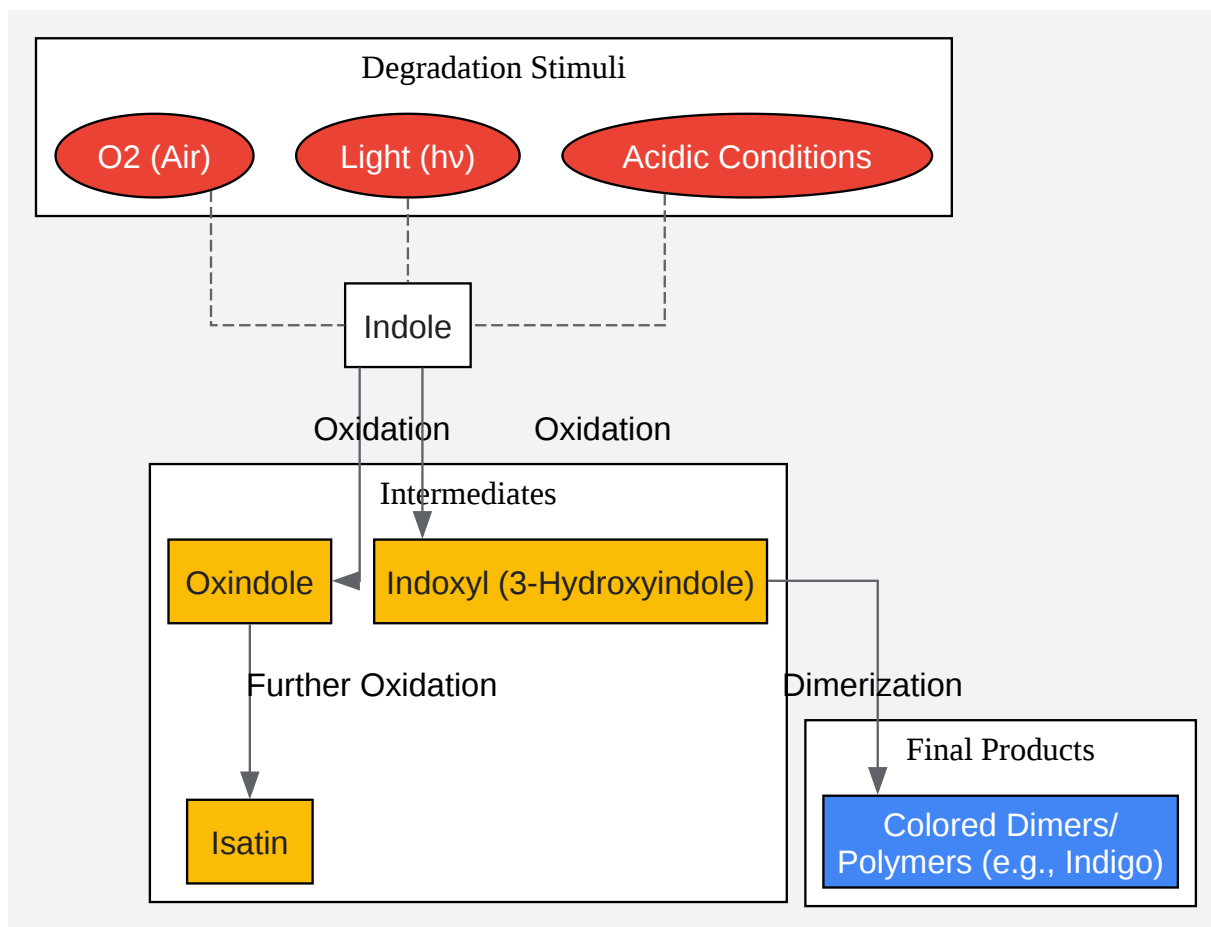 Degradation Stimuli
O2 (Air)
Light (hν)
Acidic Conditions
Indole
Oxidation
Oxidation
Intermediates
Oxindole
Indoxyl (3-Hydroxyindole)
Further Oxidation
Dimerization
Final Products
Isatin
Colored Dimers/
Polymers (e.g., Indigo)